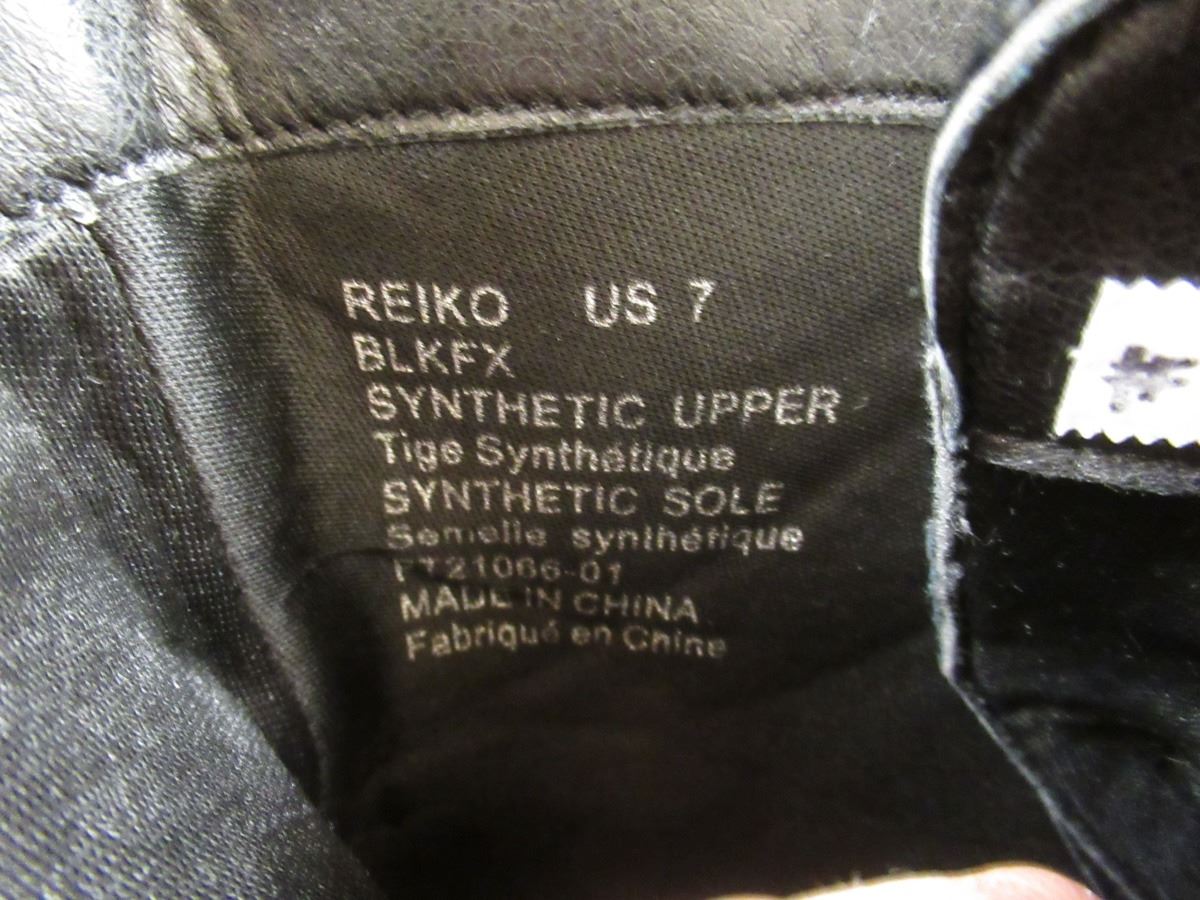 REIKO US 7
BLKFX
SYNTHETIC UPPER
Tige Synthétique
SYNTHETIC SOLE
Semelle synthétique
MADE IN CHINA
Fabriqué en Chine